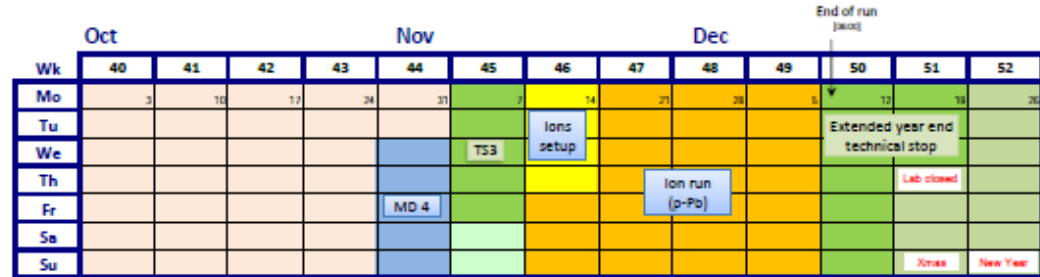 End of run
[06:00]
Oct Nov Dec
Wk 40 41 42 43 44 45 46 47 48 49 50 51 52
Mo 3 10 17 24 31 7 14 21 28 5 12 19 26
Tu Ions Extended year end
We TS3 setup technical stop
Th Ion run Lab closed
Fr MD 4 (p-Pb)
Sa
Su Xmas New Year